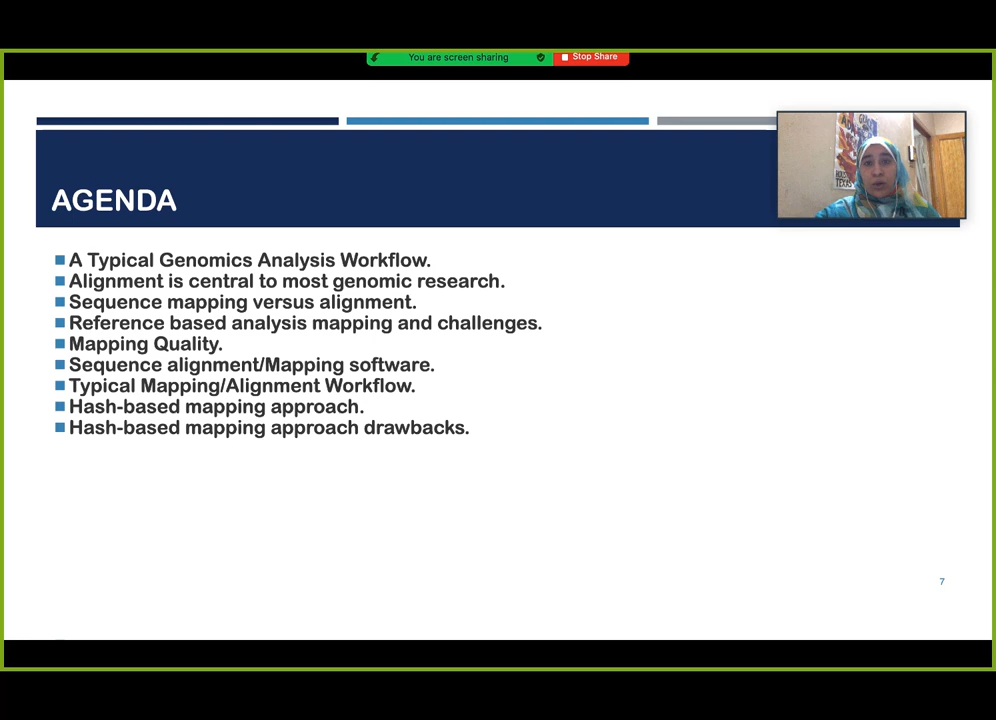 You are screen sharing
Stop Share
AGENDA
A Typical Genomics Analysis Workflow.
Alignment is central to most genomic research.
Sequence mapping versus alignment.
Reference based analysis mapping and challenges.
Mapping Quality.
Sequence alignment/Mapping software.
Typical Mapping/Alignment Workflow.
Hash-based mapping approach.
Hash-based mapping approach drawbacks.
7